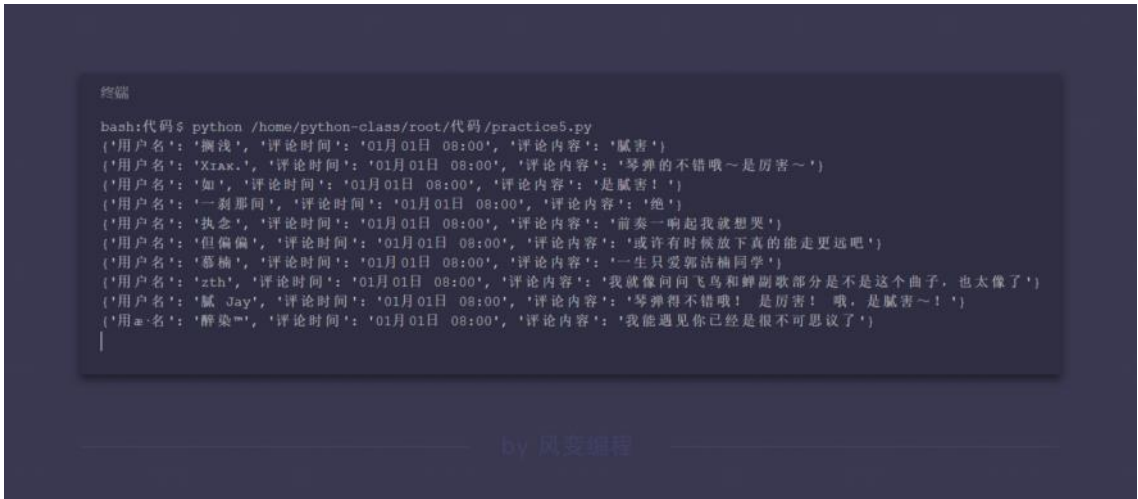 终端
bash:代码$ python /home/python-class/root/代码/practice5.py
{'用户名': '搁浅', '评论时间': '01月01日 08:00', '评论内容': '腻害'}
{'用户名': 'Xɪᴀᴋ.', '评论时间': '01月01日 08:00', '评论内容': '琴弹的不错哦~是厉害~'}
{'用户名': '如', '评论时间': '01月01日 08:00', '评论内容': '是腻害! '}
{'用户名': '一刹那间', '评论时间': '01月01日 08:00', '评论内容': '绝'}
{'用户名': '执念', '评论时间': '01月01日 08:00', '评论内容': '前奏一响起我就想哭'}
{'用户名': '但偏偏', '评论时间': '01月01日 08:00', '评论内容': '或许有时候放下真的能走更远吧'}
{'用户名': '慕楠', '评论时间': '01月01日 08:00', '评论内容': '一生只爱郭沽楠同学'}
{'用户名': 'zth', '评论时间': '01月01日 08:00', '评论内容': '我就像问问飞鸟和蝉副歌部分是不是这个曲子，也太像了'}
{'用户名': '腻 Jay', '评论时间': '01月01日 08:00', '评论内容': '琴弹得不错哦! 是厉害! 哦，是腻害~! '}
{'用æ·名': '醉染™', '评论时间': '01月01日 08:00', '评论内容': '我能遇见你已经是很不可思议了'}
by 风变编程